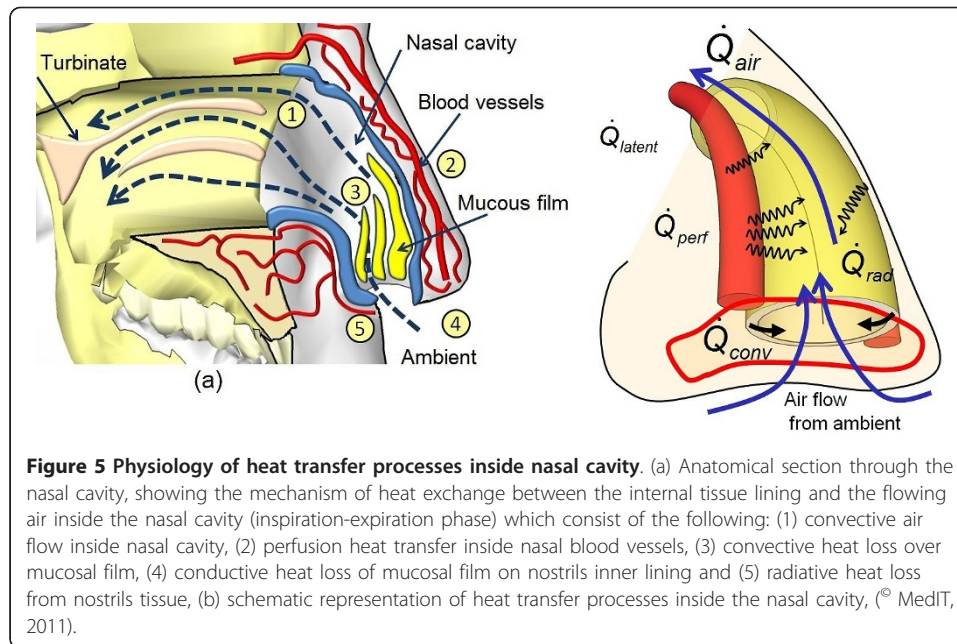 Turbinate
Nasal cavity
Blood vessels
Mucous film
Ambient
1
2
3
4
5
(a)
Q̇air
Q̇latent
Q̇perf
Q̇rad
Q̇conv
Air flow
from ambient
Figure 5 Physiology of heat transfer processes inside nasal cavity. (a) Anatomical section through the
nasal cavity, showing the mechanism of heat exchange between the internal tissue lining and the flowing
air inside the nasal cavity (inspiration-expiration phase) which consist of the following: (1) convective air
flow inside nasal cavity, (2) perfusion heat transfer inside nasal blood vessels, (3) convective heat loss over
mucosal film, (4) conductive heat loss of mucosal film on nostrils inner lining and (5) radiative heat loss
from nostrils tissue, (b) schematic representation of heat transfer processes inside the nasal cavity, (© MedIT,
2011).